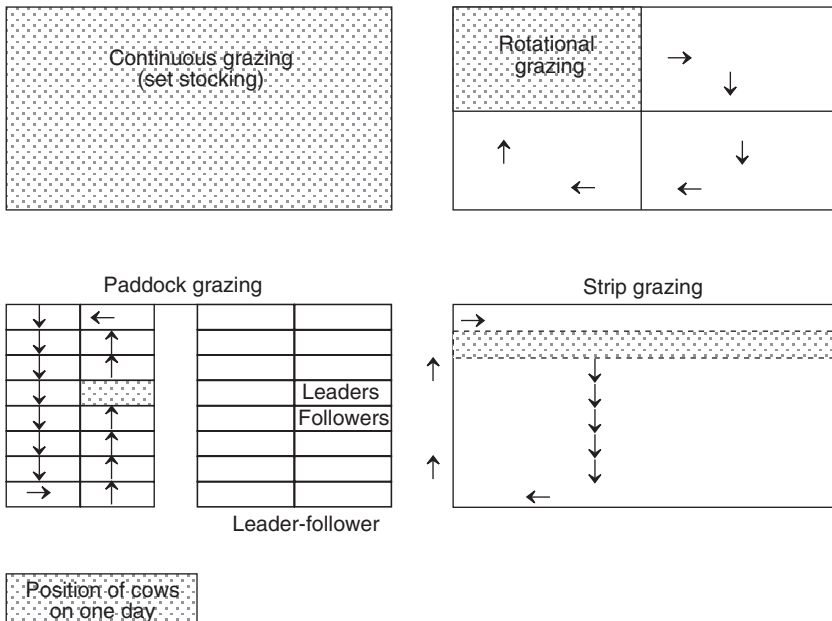 Continuous grazing
(set stocking)
Rotational
grazing
Paddock grazing
Strip grazing
Leaders
Followers
Leader-follower
Position of cows
on one day